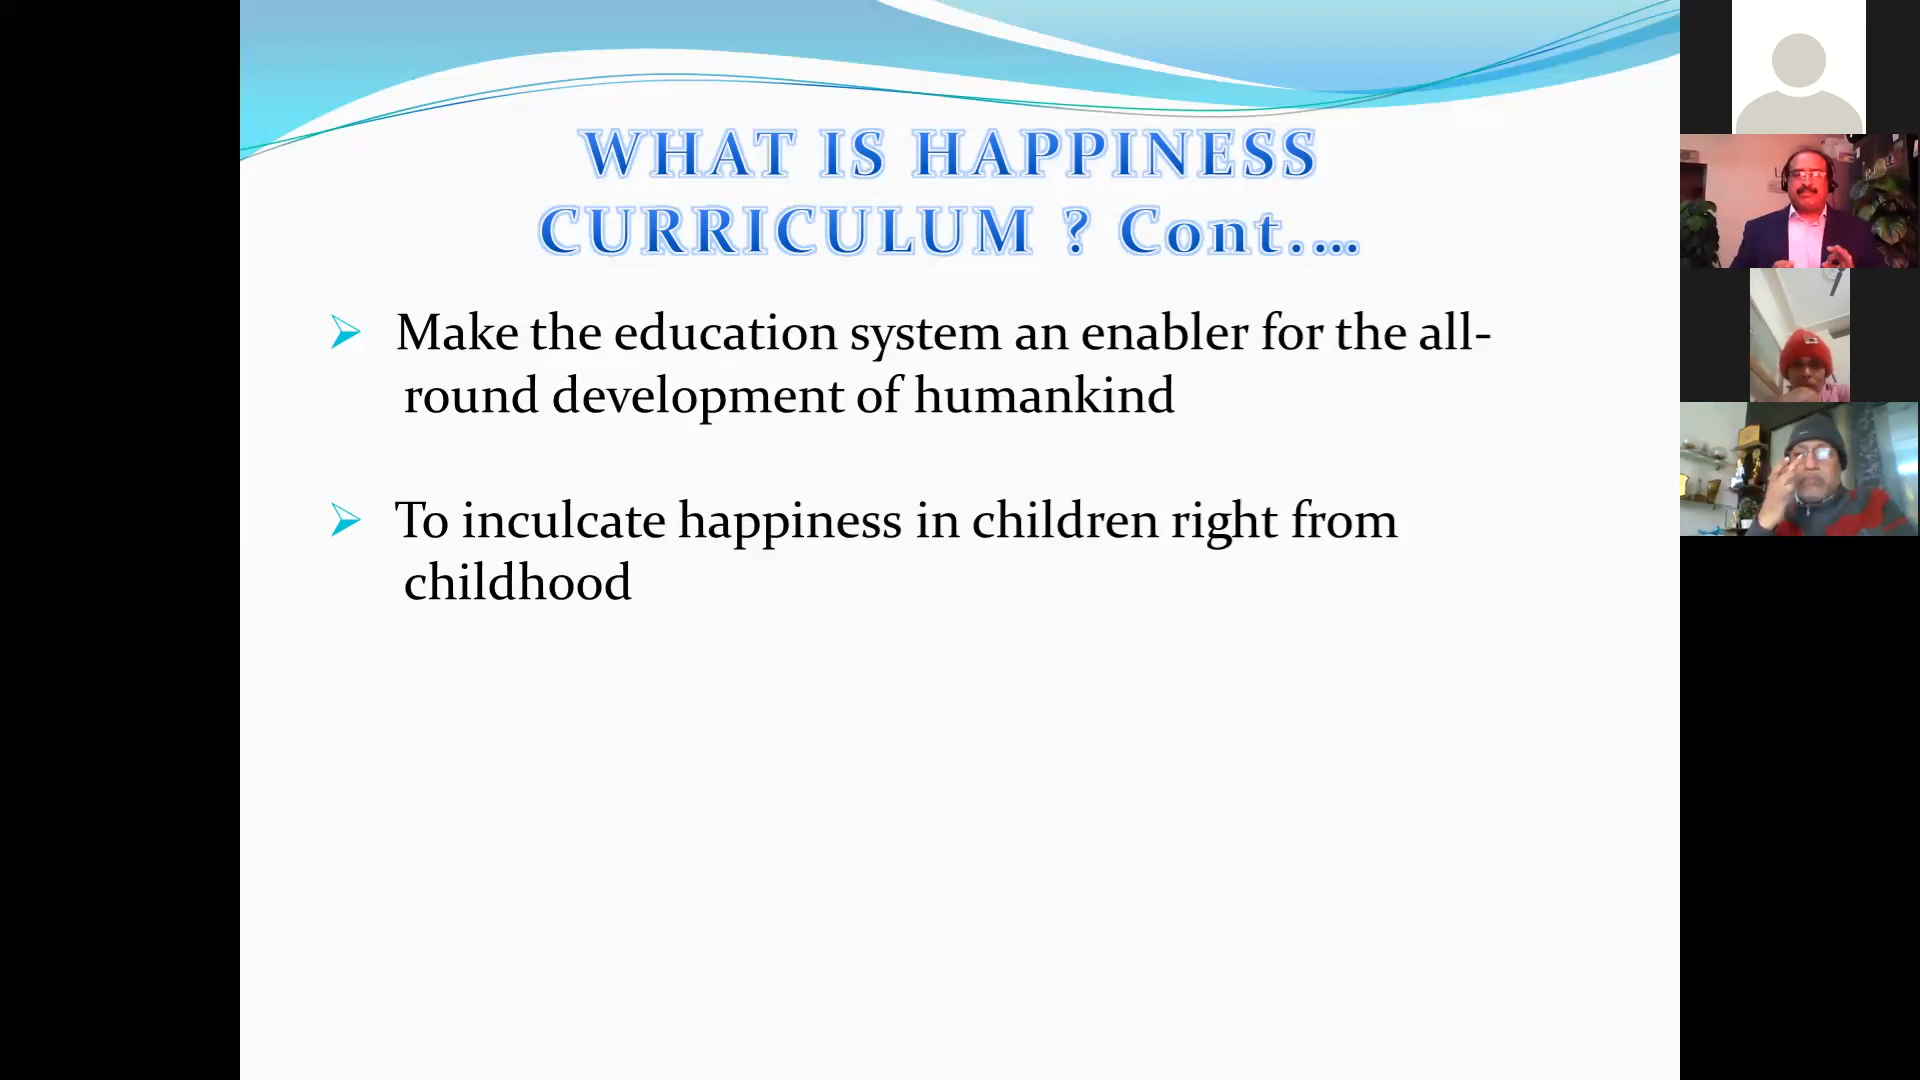 WHAT IS HAPPINESS
CURRICULUM ? Cont.…
Make the education system an enabler for the all-
round development of humankind
To inculcate happiness in children right from
childhood